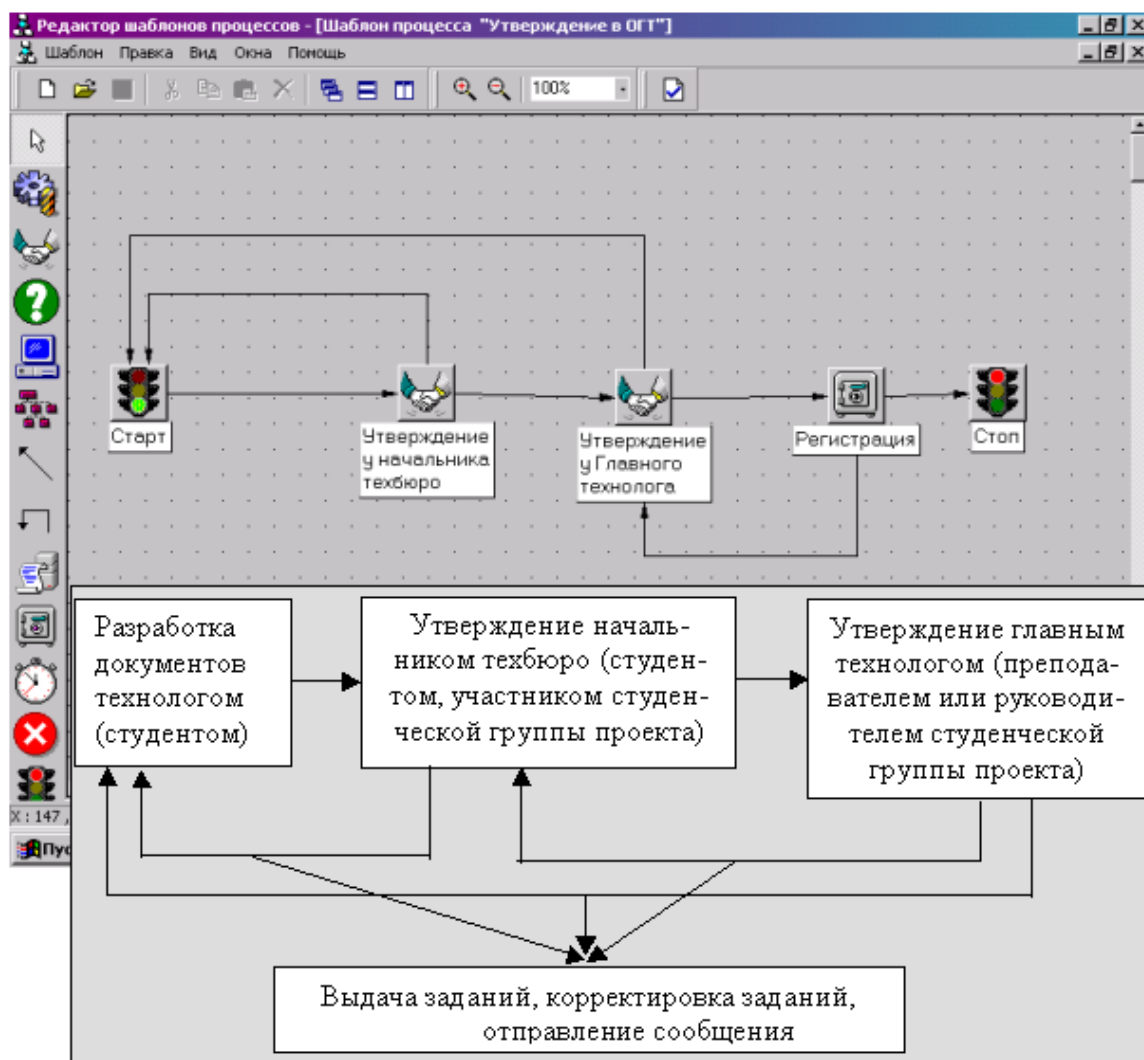 Редактор шаблонов процессов - [Шаблон процесса "Утверждение в ОГТ"]
Шаблон Правка Вид Окна Помощь
100%
Старт
Утверждение
у начальника
техбюро
Утверждение
у Главного
технолога
Регистрация
Стоп
Разработка
документов
технологом
(студентом)
Утверждение началь-
ником техбюро (студен-
том, участником студен-
ческой группы проекта)
Утверждение главным
технологом (препода-
вателем или руководи-
телем студенческой
группы проекта)
X : 147 ,
Пус
Выдача заданий, корректировка заданий,
отправление сообщения